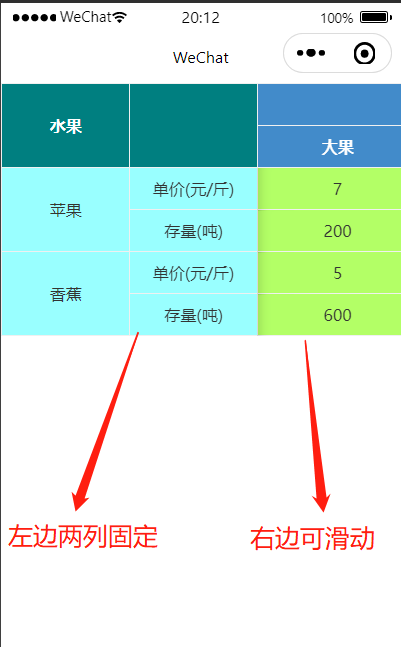 WeChat 20:12 100%
WeChat
水果
大果
苹果 单价(元/斤) 7
存量(吨) 200
香蕉 单价(元/斤) 5
存量(吨) 600
左边两列固定 右边可滑动